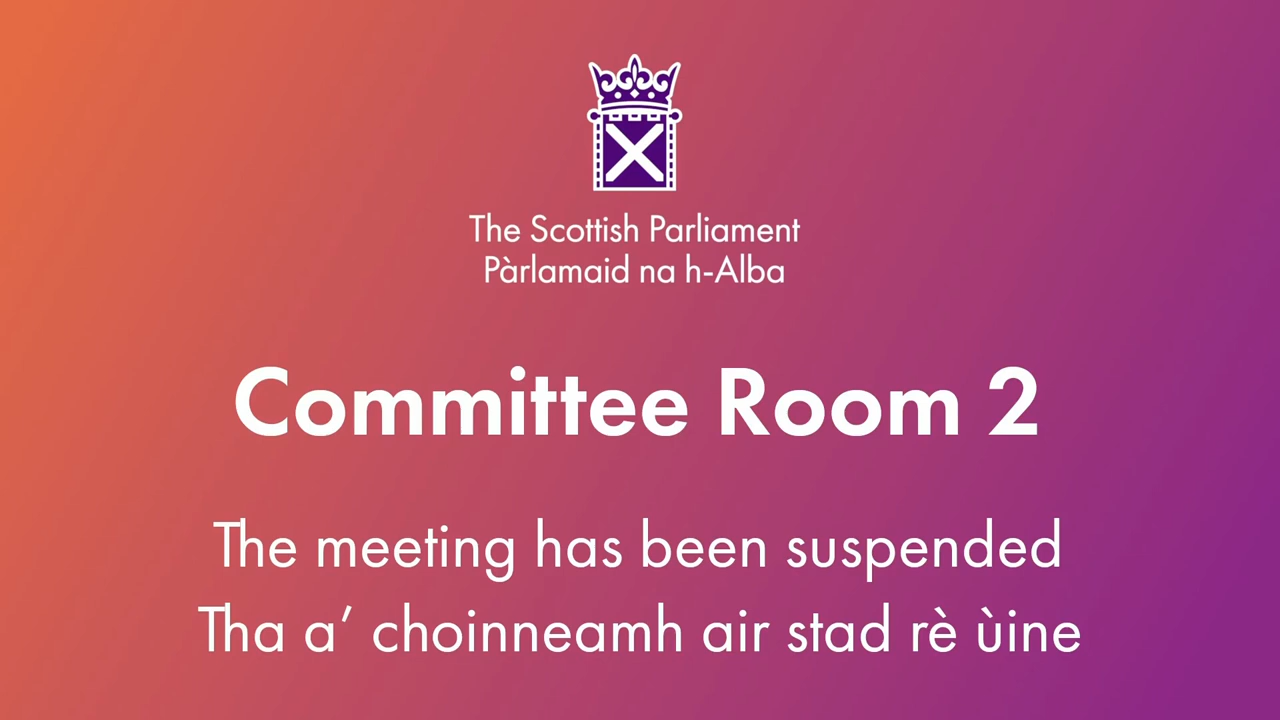 The Scottish Parliament
Pàrlamaid na h-Alba
Committee Room 2
The meeting has been suspended
Tha a’ choinneamh air stad rè ùine